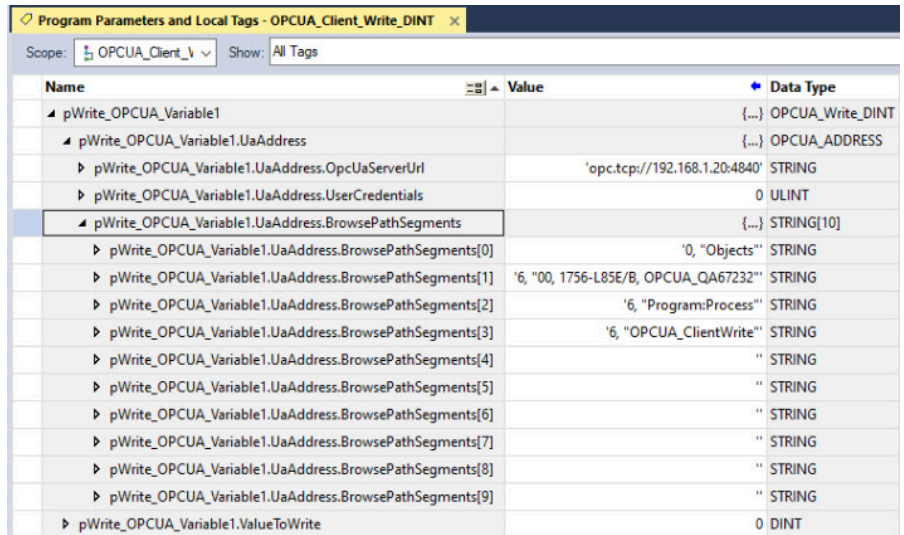 Program Parameters and Local Tags - OPCUA_Client_Write_DINT ×
Scope: OPCUA_Client_V Show: All Tags
Name Value Data Type
pWrite_OPCUA_Variable1 {...} OPCUA_Write_DINT
pWrite_OPCUA_Variable1.UaAddress {...} OPCUA_ADDRESS
pWrite_OPCUA_Variable1.UaAddress.OpcUaServerUrl 'opc.tcp://192.168.1.20:4840' STRING
pWrite_OPCUA_Variable1.UaAddress.UserCredentials 0 ULINT
pWrite_OPCUA_Variable1.UaAddress.BrowsePathSegments {...} STRING[10]
pWrite_OPCUA_Variable1.UaAddress.BrowsePathSegments[0] '0, "Objects"' STRING
pWrite_OPCUA_Variable1.UaAddress.BrowsePathSegments[1] '6, "00, 1756-L85E/B, OPCUA_QA67232"' STRING
pWrite_OPCUA_Variable1.UaAddress.BrowsePathSegments[2] '6, "Program:Process"' STRING
pWrite_OPCUA_Variable1.UaAddress.BrowsePathSegments[3] '6, "OPCUA_ClientWrite"' STRING
pWrite_OPCUA_Variable1.UaAddress.BrowsePathSegments[4] '' STRING
pWrite_OPCUA_Variable1.UaAddress.BrowsePathSegments[5] '' STRING
pWrite_OPCUA_Variable1.UaAddress.BrowsePathSegments[6] '' STRING
pWrite_OPCUA_Variable1.UaAddress.BrowsePathSegments[7] '' STRING
pWrite_OPCUA_Variable1.UaAddress.BrowsePathSegments[8] '' STRING
pWrite_OPCUA_Variable1.UaAddress.BrowsePathSegments[9] '' STRING
pWrite_OPCUA_Variable1.ValueToWrite 0 DINT